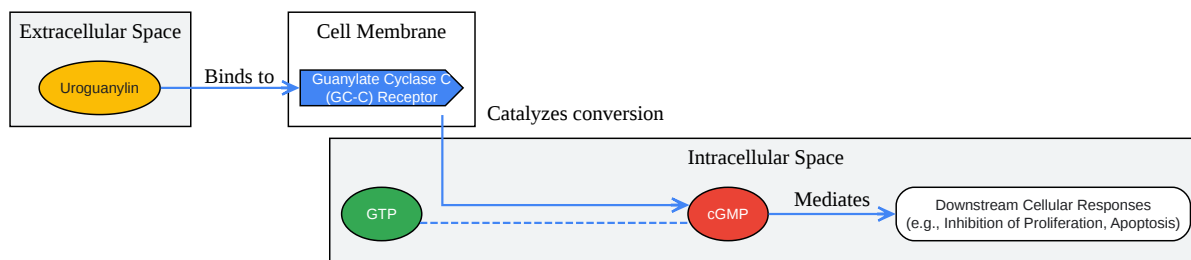 Extracellular Space
Uroguanylin
Binds to
Cell Membrane
Guanylate Cyclase C
(GC-C) Receptor
Catalyzes conversion
Intracellular Space
GTP
cGMP
Mediates
Downstream Cellular Responses
(e.g., Inhibition of Proliferation, Apoptosis)